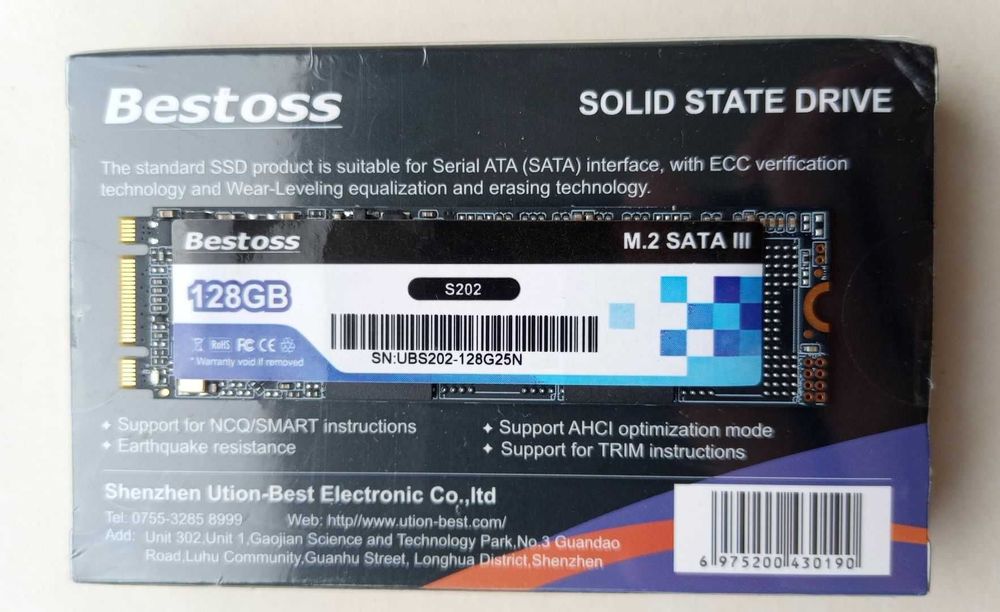 Bestoss
SOLID STATE DRIVE
The standard SSD product is suitable for Serial ATA (SATA) interface, with ECC verification
technology and Wear-Leveling equalization and erasing technology.
Bestoss
M.2 SATA III
128GB
S202
RoHS FC CE
SN:UBS202-128G25N
* Warranty void if removed
Support for NCQ/SMART instructions
Support AHCI optimization mode
Earthquake resistance
Support for TRIM instructions
Shenzhen Ution-Best Electronic Co.,ltd
Tel: 0755-3285 8999 Web: http//www.ution-best.com/
Add: Unit 302,Unit 1,Gaojian Science and Technology Park,No.3 Guandao
Road,Luhu Community,Guanhu Street, Longhua District,Shenzhen
6 975200 430190